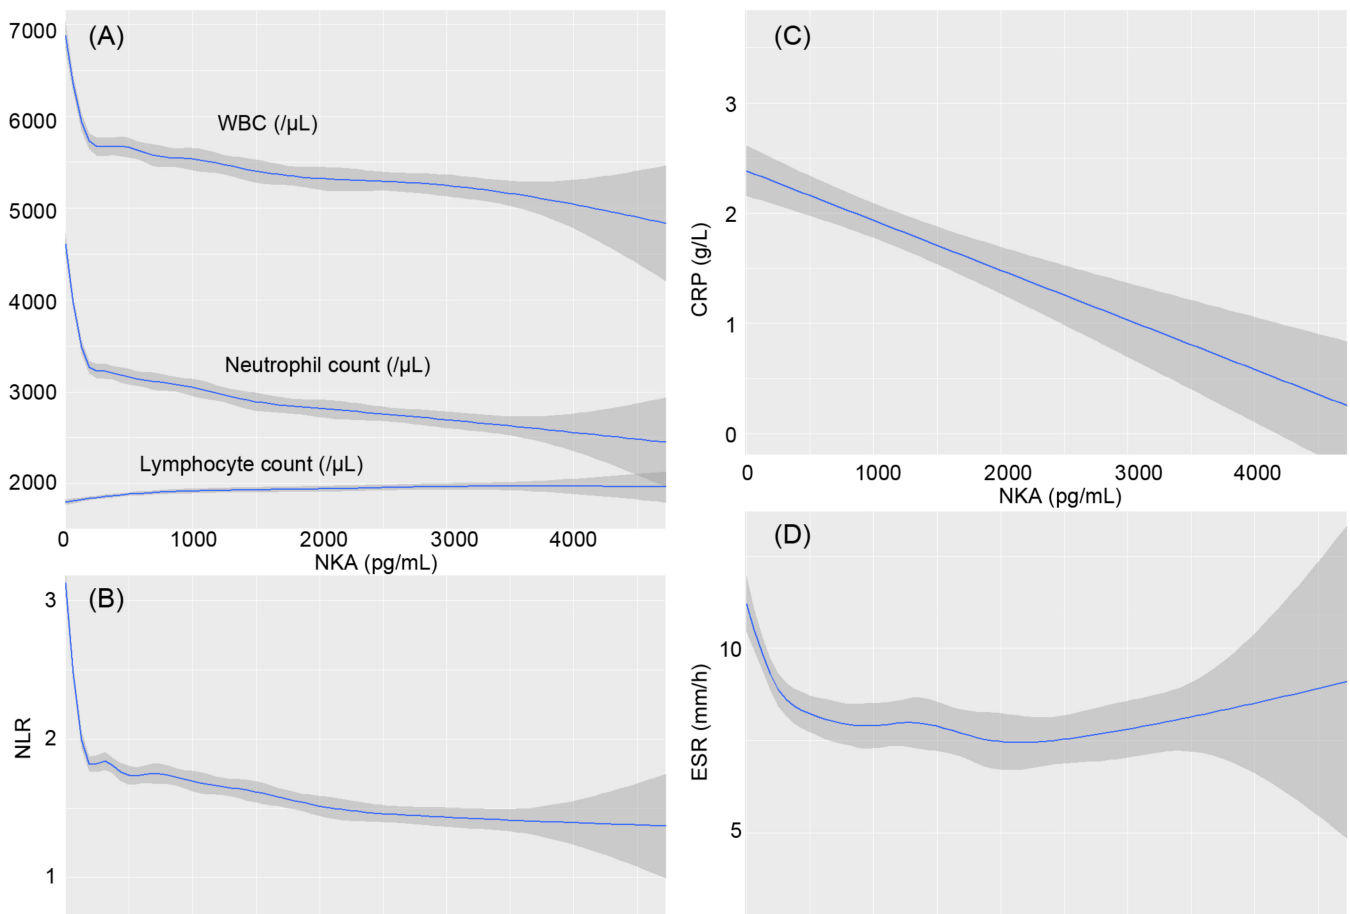 (A)
7000
6000
5000
4000
3000
2000
WBC (/µL)
Neutrophil count (/µL)
Lymphocyte count (/µL)
0 1000 2000 3000 4000
NKA (pg/mL)
(B)
NLR
3
2
1
(C)
CRP (g/L)
3
2
1
0
0 1000 2000 3000 4000
NKA (pg/mL)
(D)
ESR (mm/h)
10
5